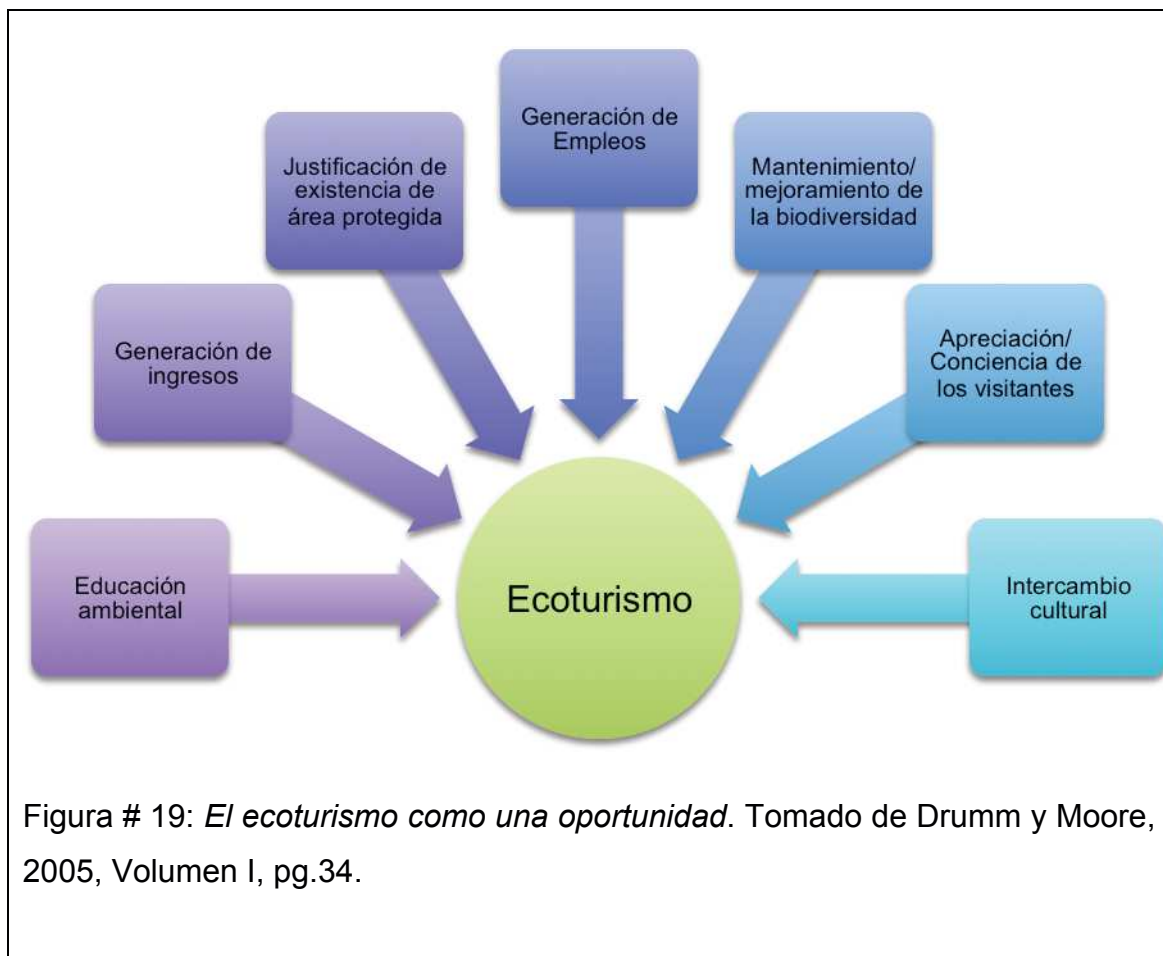 Generación de
Empleos
Justificación de
existencia de
área protegida
Mantenimiento/
mejoramiento de
la biodiversidad
Generación de
ingresos
Apreciación/
Conciencia de
los visitantes
Educación
ambiental
Ecoturismo
Intercambio
cultural
Figura # 19: El ecoturismo como una oportunidad. Tomado de Drumm y Moore,
2005, Volumen I, pg.34.